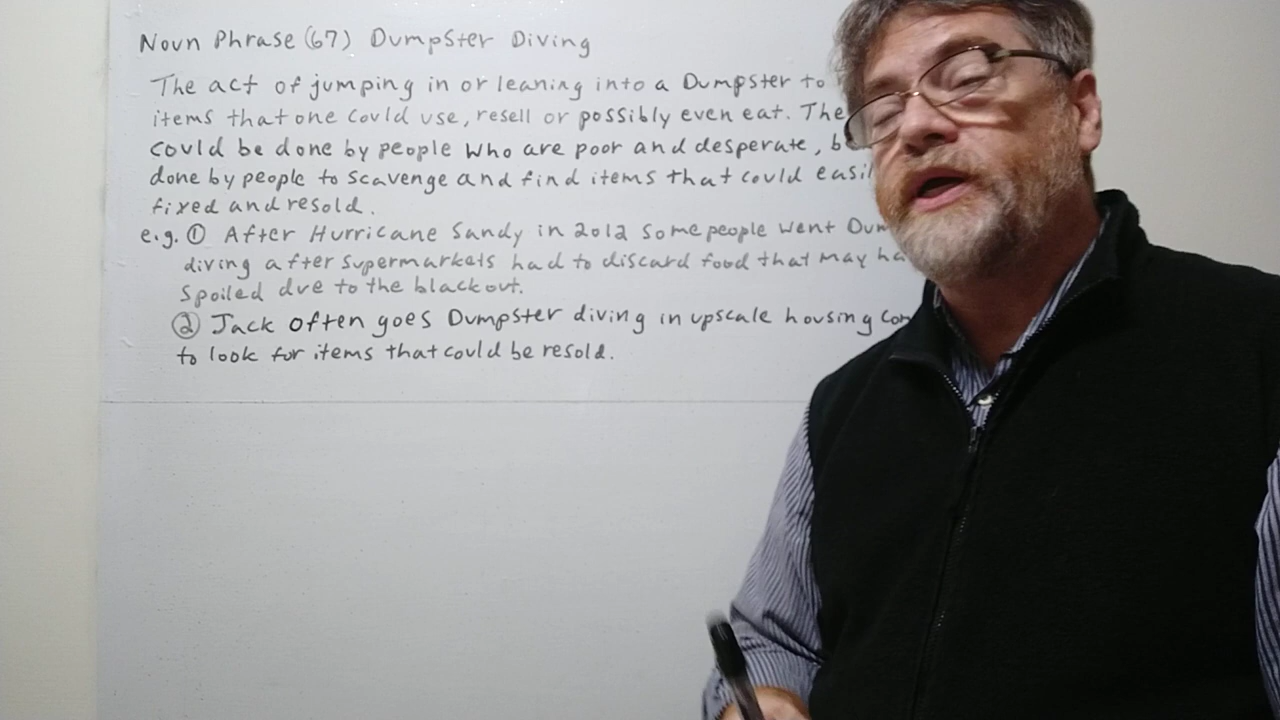 Noun Phrase (67) Dumpster Diving
The act of jumping in or leaning into a Dumpster to
items that one could use, resell or possibly even eat. The
could be done by people who are poor and desperate, b
done by people to scavenge and find items that could easil
fixed and resold.
e.g. ① After Hurricane Sandy in 2012 some people went Dum
diving after supermarkets had to discard food that may ha
spoiled due to the blackout.
② Jack often goes Dumpster diving in upscale housing com
to look for items that could be resold.